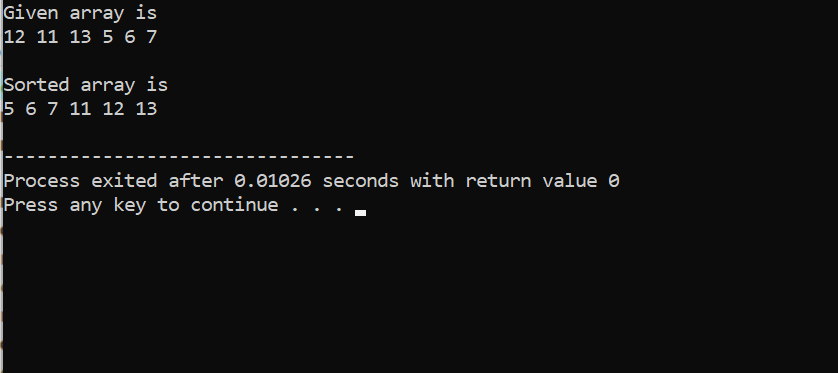 Given array is
12 11 13 5 6 7
Sorted array is
5 6 7 11 12 13
--------------------------------
Process exited after 0.01026 seconds with return value 0
Press any key to continue . . .